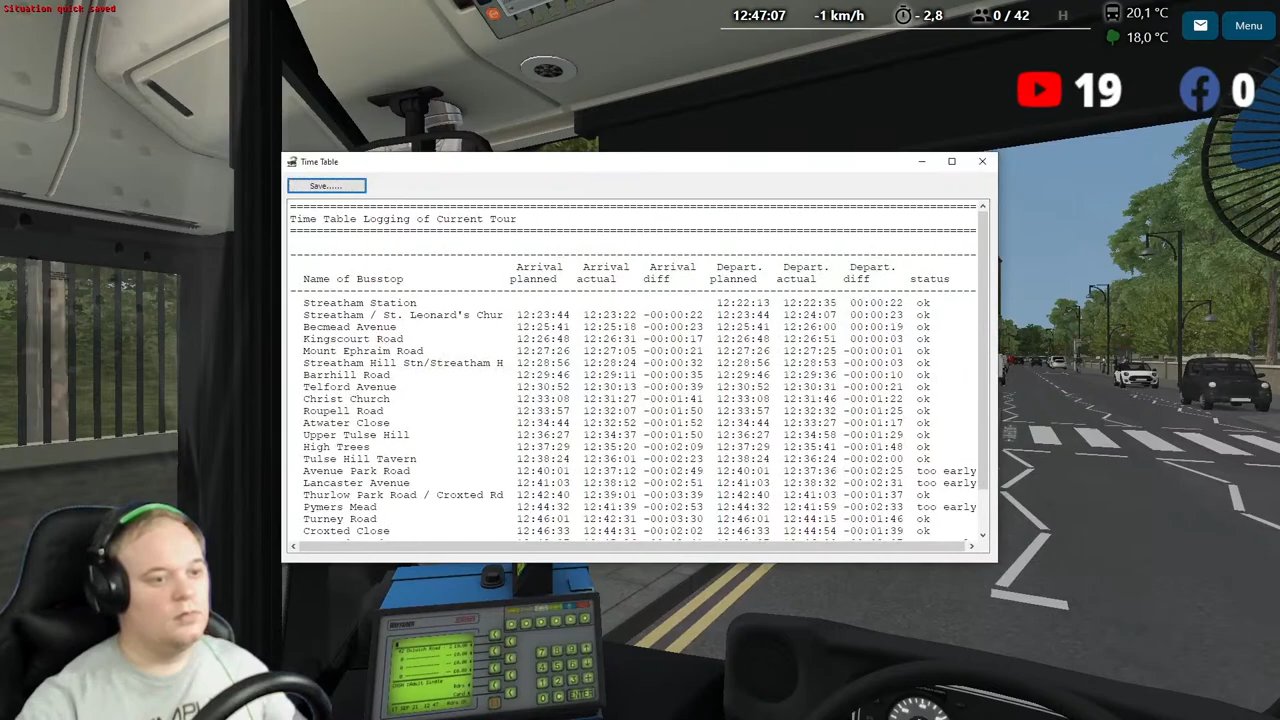 Situation quick saved
12:47:07 -1 km/h - 2,8 0 / 42 H 20,1 °C
18,0 °C
Menu
19 0
Time Table
Save......
Time Table Logging of Current Tour
Arrival Arrival Arrival Depart. Depart. Depart.
Name of Busstop planned actual diff planned actual diff status
Streatham Station 12:22:13 12:22:35 00:00:22 ok
Streatham / St. Leonard's Chur 12:23:44 12:23:22 -00:00:22 12:23:44 12:24:07 00:00:23 ok
Becmead Avenue 12:25:41 12:25:18 -00:00:23 12:25:41 12:26:00 00:00:19 ok
Kingscourt Road 12:26:48 12:26:31 -00:00:17 12:26:48 12:26:51 00:00:03 ok
Mount Ephraim Road 12:27:26 12:27:05 -00:00:21 12:27:26 12:27:25 -00:00:01 ok
Streatham Hill Stn/Streatham H 12:28:56 12:28:24 -00:00:32 12:28:56 12:28:53 -00:00:03 ok
Barrhill Road 12:29:46 12:29:11 -00:00:35 12:29:46 12:29:36 -00:00:10 ok
Telford Avenue 12:30:52 12:30:13 -00:00:39 12:30:52 12:30:31 -00:00:21 ok
Christ Church 12:33:08 12:31:27 -00:01:41 12:33:08 12:31:46 -00:01:22 ok
Roupell Road 12:33:57 12:32:07 -00:01:50 12:33:57 12:32:32 -00:01:25 ok
Atwater Close 12:34:44 12:32:52 -00:01:52 12:34:44 12:33:27 -00:01:17 ok
Upper Tulse Hill 12:36:27 12:34:37 -00:01:50 12:36:27 12:34:58 -00:01:29 ok
High Trees 12:37:29 12:35:20 -00:02:09 12:37:29 12:35:41 -00:01:48 ok
Tulse Hill Tavern 12:38:24 12:36:01 -00:02:23 12:38:24 12:36:24 -00:02:00 ok
Avenue Park Road 12:40:01 12:37:12 -00:02:49 12:40:01 12:37:36 -00:02:25 too early
Lancaster Avenue 12:41:03 12:38:12 -00:02:51 12:41:03 12:38:32 -00:02:31 too early
Thurlow Park Road / Croxted Rd 12:42:40 12:39:01 -00:03:39 12:42:40 12:41:03 -00:01:37 ok
Pymers Mead 12:44:32 12:41:39 -00:02:53 12:44:32 12:41:59 -00:02:33 too early
Turney Road 12:46:01 12:42:31 -00:03:30 12:46:01 12:44:15 -00:01:46 ok
Croxted Close 12:46:33 12:44:31 -00:02:02 12:46:33 12:44:54 -00:01:39 ok